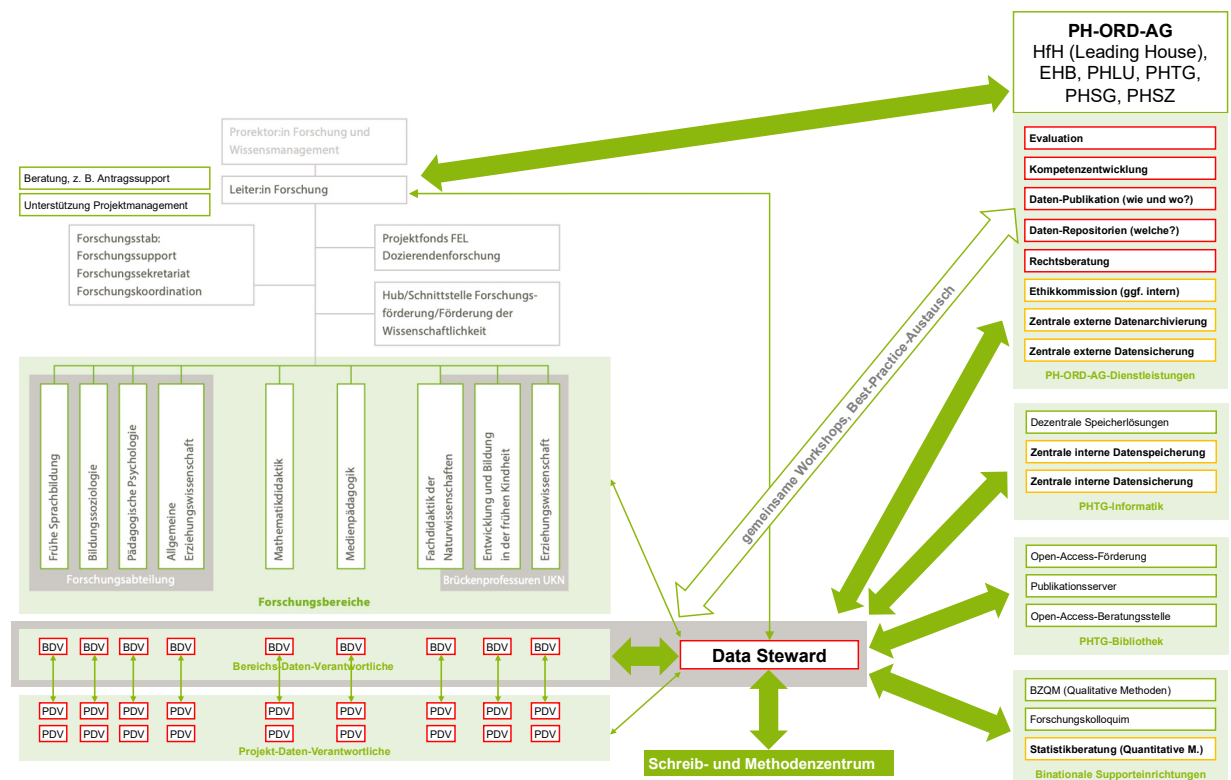 PH-ORD-AG
HfH (Leading House),
EHB, PHLU, PHTG,
PHSG, PHSZ
Prorektor:in Forschung und
Wissensmanagement
Leiter:in Forschung
Beratung, z. B. Antragssupport
Unterstützung Projektmanagement
Forschungsstab:
Forschungssupport
Forschungssekretariat
Forschungskoordination
Projektfonds FEL
Dozierendenforschung
Hub/Schnittstelle Forschungs-
förderung/Förderung der
Wissenschaftlichkeit
Frühe Sprachbildung
Bildungssoziologie
Pädagogische Psychologie
Allgemeine
Erziehungswissenschaft
Mathematikdidaktik
Medienpädagogik
Fachdidaktik der
Naturwissenschaften
Entwicklung und Bildung
in der frühen Kindheit
Erziehungswissenschaft
Forschungsabteilung
Brückenprofessuren UKN
Forschungsbereiche
BDV BDV BDV BDV BDV BDV BDV BDV BDV
Bereichs-Daten-Verantwortliche
PDV PDV PDV PDV PDV PDV PDV PDV PDV
PDV PDV PDV PDV PDV PDV PDV PDV PDV
Projekt-Daten-Verantwortliche
Data Steward
Schreib- und Methodenzentrum
gemeinsame Workshops, Best-Practice-Austausch
Evaluation
Kompetenzentwicklung
Daten-Publikation (wie und wo?)
Daten-Repositorien (welche?)
Rechtsberatung
Ethikkommission (ggf. intern)
Zentrale externe Datenarchivierung
Zentrale externe Datensicherung
PH-ORD-AG-Dienstleistungen
Dezentrale Speicherlösungen
Zentrale interne Datenspeicherung
Zentrale interne Datensicherung
PHTG-Informatik
Open-Access-Förderung
Publikationsserver
Open-Access-Beratungsstelle
PHTG-Bibliothek
BZQM (Qualitative Methoden)
Forschungskolloquim
Statistikberatung (Quantitative M.)
Binationale Supporteinrichtungen